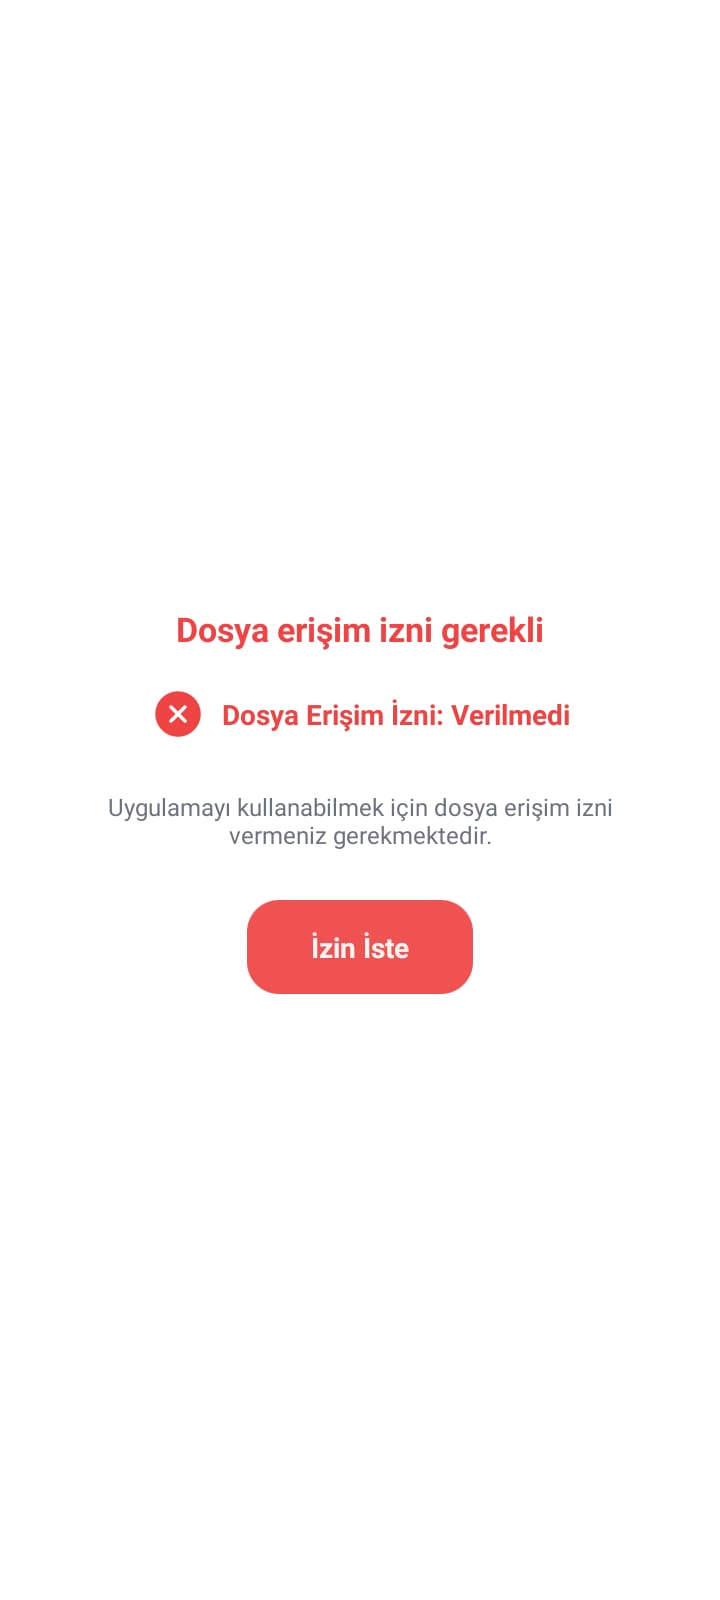 Dosya erişim izni gerekli
Dosya Erişim İzni: Verilmedi
Uygulamayı kullanabilmek için dosya erişim izni
vermeniz gerekmektedir.
İzin İste